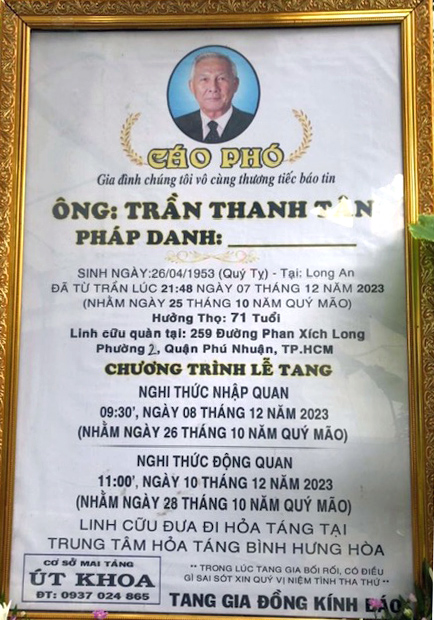 CÁO PHÓ
Gia đình chúng tôi vô cùng thương tiếc báo tin
ÔNG: TRẦN THANH TÂN
PHÁP DANH:
SINH NGÀY:26/04/1953 (Quý Tỵ) - Tại: Long An
ĐÃ TỪ TRẦN LÚC 21:48 NGÀY 07 THÁNG 12 NĂM 2023
(NHẰM NGÀY 25 THÁNG 10 NĂM QUÝ MÃO)
Hưởng Thọ: 71 Tuổi
Linh cữu quàn tại: 259 Đường Phan Xích Long
Phường 2, Quận Phú Nhuận, TP.HCM
CHƯƠNG TRÌNH LỄ TANG
NGHI THỨC NHẬP QUAN
09:30', NGÀY 08 THÁNG 12 NĂM 2023
(NHẰM NGÀY 26 THÁNG 10 NĂM QUÝ MÃO)
NGHI THỨC ĐỘNG QUAN
11:00', NGÀY 10 THÁNG 12 NĂM 2023
(NHẰM NGÀY 28 THÁNG 10 NĂM QUÝ MÃO)
LINH CỮU ĐƯA ĐI HỎA TÁNG TẠI
TRUNG TÂM HỎA TÁNG BÌNH HƯNG HÒA
CƠ SỞ MAI TÁNG
ÚT KHOA
ĐT: 0937 024 865
** TRONG LÚC TANG GIA BỐI RỐI, CÓ ĐIỀU
GÌ SAI SÓT XIN QUÝ VỊ NIỆM TÌNH THA THỨ **
TANG GIA ĐỒNG KÍNH BÁO